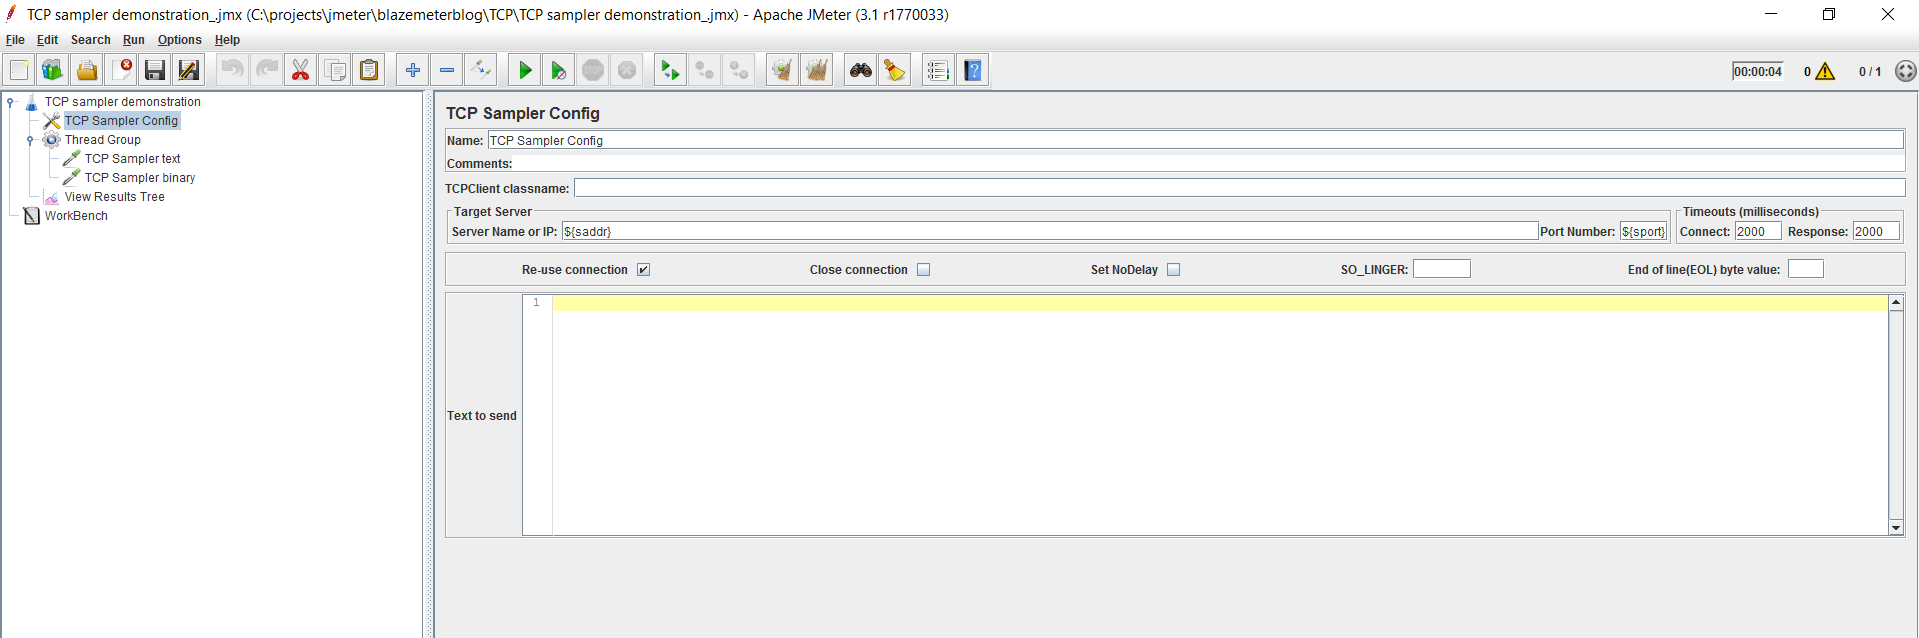 TCP sampler demonstration_.jmx (C:\projects\jmeter\blazemeterblog\TCP\TCP sampler demonstration_.jmx) - Apache JMeter (3.1 r1770033)
File Edit Search Run Options Help
STOP
?
00:00:04 0 0 / 1
TCP sampler demonstration
TCP Sampler Config
Thread Group
TCP Sampler text
TCP Sampler binary
View Results Tree
WorkBench
TCP Sampler Config
Name: TCP Sampler Config
Comments:
TCPClient classname:
Target Server
Server Name or IP: ${saddr} Port Number: ${sport}
Timeouts (milliseconds)
Connect: 2000 Response: 2000
Re-use connection Close connection Set NoDelay SO_LINGER: End of line(EOL) byte value:
1
Text to send